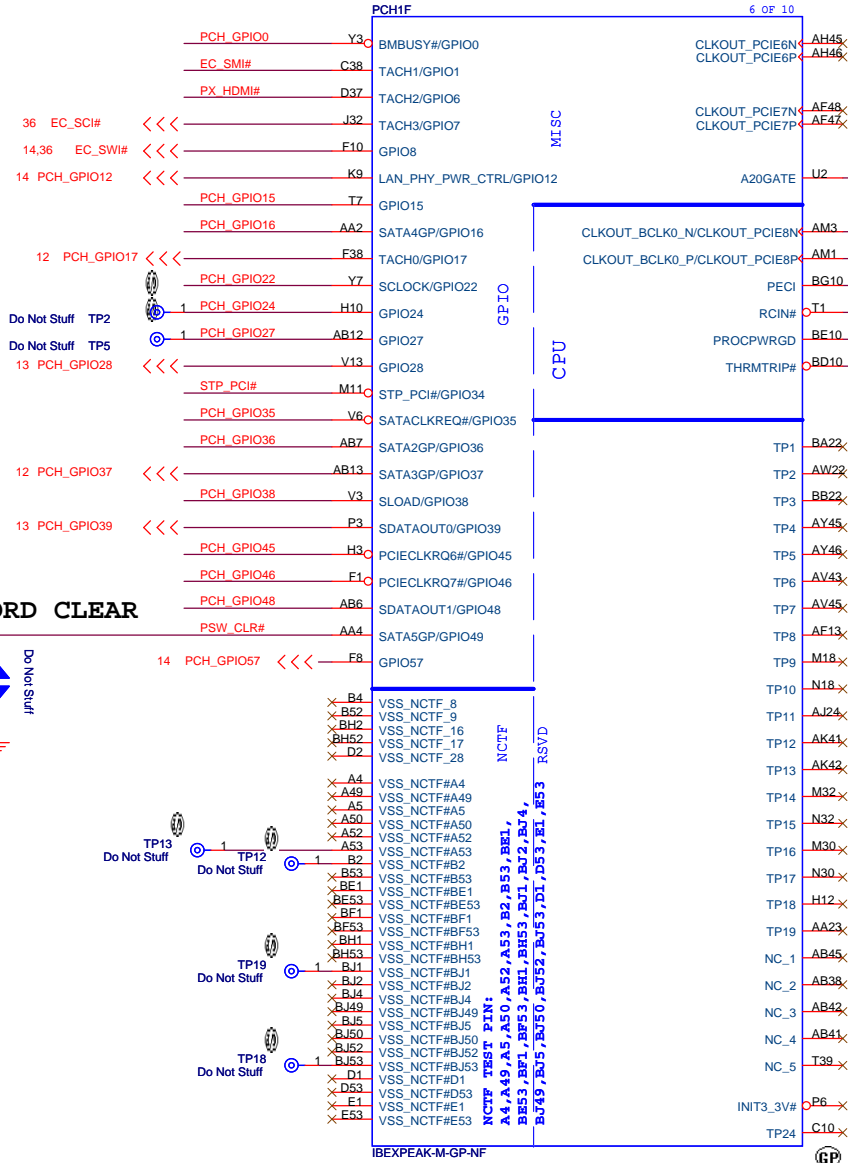 PCH1F
6 OF 10
PCH_GPIO0 Y3 BMBUSY#/GPIO0
EC_SMI# C38 TACH1/GPIO1
PX_HDMI# D37 TACH2/GPIO6
36 EC_SCI# J32 TACH3/GPIO7
14,36 EC_SWI# F10 GPIO8
14 PCH_GPIO12 K9 LAN_PHY_PWR_CTRL/GPIO12
PCH_GPIO15 T7 GPIO15
PCH_GPIO16 AA2 SATA4GP/GPIO16
12 PCH_GPIO17 F38 TACH0/GPIO17
PCH_GPIO22 Y7 SCLOCK/GPIO22
Do Not Stuff TP2 1 PCH_GPIO24 H10 GPIO24
Do Not Stuff TP5 1 PCH_GPIO27 AB12 GPIO27
13 PCH_GPIO28 V13 GPIO28
STP_PCI# M11 STP_PCI#/GPIO34
PCH_GPIO35 V6 SATACLKREQ#/GPIO35
PCH_GPIO36 AB7 SATA2GP/GPIO36
12 PCH_GPIO37 AB13 SATA3GP/GPIO37
PCH_GPIO38 V3 SLOAD/GPIO38
13 PCH_GPIO39 P3 SDATAOUT0/GPIO39
PCH_GPIO45 H3 PCIECLKRQ6#/GPIO45
PCH_GPIO46 F1 PCIECLKRQ7#/GPIO46
PCH_GPIO48 AB6 SDATAOUT1/GPIO48
ORD CLEAR
PSW_CLR# AA4 SATA5GP/GPIO49
14 PCH_GPIO57 F8 GPIO57
Do Not Stuff
B4 VSS_NCTF_8
B52 VSS_NCTF_9
BH2 VSS_NCTF_16
BH52 VSS_NCTF_17
D2 VSS_NCTF_28
A4 VSS_NCTF#A4
A49 VSS_NCTF#A49
A5 VSS_NCTF#A5
A50 VSS_NCTF#A50
A52 VSS_NCTF#A52
TP13 Do Not Stuff 1 A53 VSS_NCTF#A53
TP12 Do Not Stuff 1 B2 VSS_NCTF#B2
B53 VSS_NCTF#B53
BE1 VSS_NCTF#BE1
BE53 VSS_NCTF#BE53
BF1 VSS_NCTF#BF1
BF53 VSS_NCTF#BF53
BH1 VSS_NCTF#BH1
BH53 VSS_NCTF#BH53
TP19 Do Not Stuff 1 BJ1 VSS_NCTF#BJ1
BJ2 VSS_NCTF#BJ2
BJ4 VSS_NCTF#BJ4
BJ49 VSS_NCTF#BJ49
BJ5 VSS_NCTF#BJ5
BJ50 VSS_NCTF#BJ50
BJ52 VSS_NCTF#BJ52
TP18 Do Not Stuff 1 BJ53 VSS_NCTF#BJ53
D1 VSS_NCTF#D1
D53 VSS_NCTF#D53
E1 VSS_NCTF#E1
E53 VSS_NCTF#E53
MISC
GPIO
CPU
NCTF
RSVD
NCTF TEST PIN:
A4,A49,A5,A50,A52,A53,B2,B53,BE1,
BE53,BF1,BF53,BH1,BH53,BJ1,BJ2,BJ4,
BJ49,BJ5,BJ50,BJ52,BJ53,D1,D53,E1,E53
CLKOUT_PCIE6N AH45
CLKOUT_PCIE6P AH46
CLKOUT_PCIE7N AF48
CLKOUT_PCIE7P AF47
A20GATE U2
CLKOUT_BCLK0_N/CLKOUT_PCIE8N AM3
CLKOUT_BCLK0_P/CLKOUT_PCIE8P AM1
PECI BG10
RCIN# T1
PROCPWRGD BE10
THRMTRIP# BD10
TP1 BA22
TP2 AW22
TP3 BB22
TP4 AY45
TP5 AY46
TP6 AV43
TP7 AV45
TP8 AF13
TP9 M18
TP10 N18
TP11 AJ24
TP12 AK41
TP13 AK42
TP14 M32
TP15 N32
TP16 M30
TP17 N30
TP18 H12
TP19 AA23
NC_1 AB45
NC_2 AB38
NC_3 AB42
NC_4 AB41
NC_5 T39
INIT3_3V# P6
TP24 C10
IBEXPEAK-M-GP-NF
GP